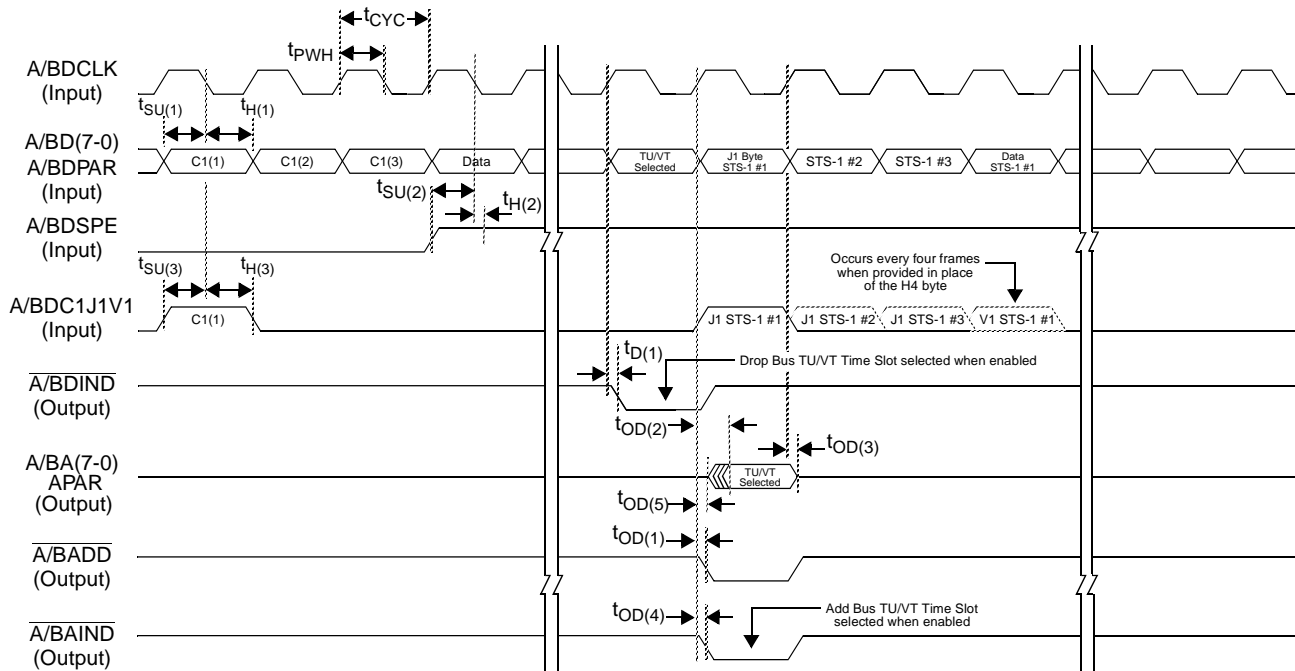 tCYC
tPWH
A/BDCLK
(Input)
tSU(1)
tH(1)
A/BD(7-0)
A/BDPAR
(Input)
C1(1)
C1(2)
C1(3)
Data
TU/VT
Selected
J1 Byte
STS-1 #1
STS-1 #2
STS-1 #3
Data
STS-1 #1
tSU(2)
tH(2)
A/BDSPE
(Input)
tSU(3)
tH(3)
Occurs every four frames
when provided in place
of the H4 byte
A/BDC1J1V1
(Input)
C1(1)
J1 STS-1 #1
J1 STS-1 #2
J1 STS-1 #3
V1 STS-1 #1
tD(1)
Drop Bus TU/VT Time Slot selected when enabled
A/BDIND
(Output)
tOD(2)
tOD(3)
A/BA(7-0)
APAR
(Output)
TU/VT
Selected
tOD(5)
tOD(1)
A/BADD
(Output)
tOD(4)
Add Bus TU/VT Time Slot
selected when enabled
A/BAIND
(Output)